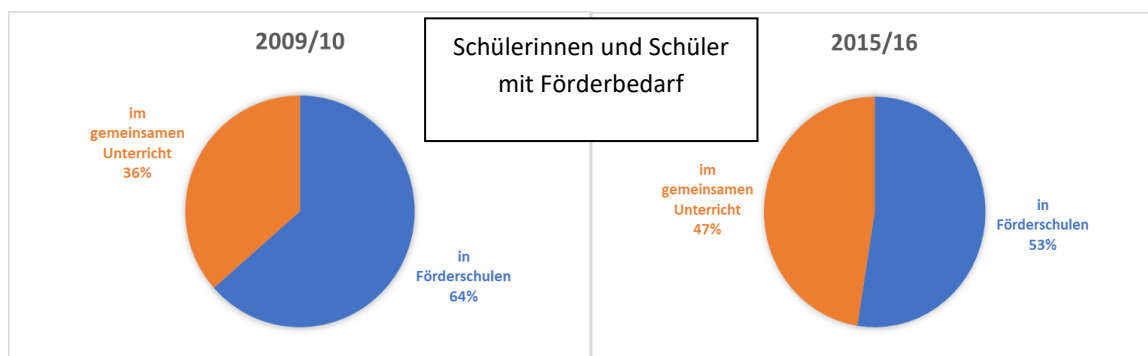 2009/10
Schülerinnen und Schüler
mit Förderbedarf
2015/16
im
gemeinsamen
Unterricht
36%
in
Förderschulen
64%
im
gemeinsamen
Unterricht
47%
in
Förderschulen
53%